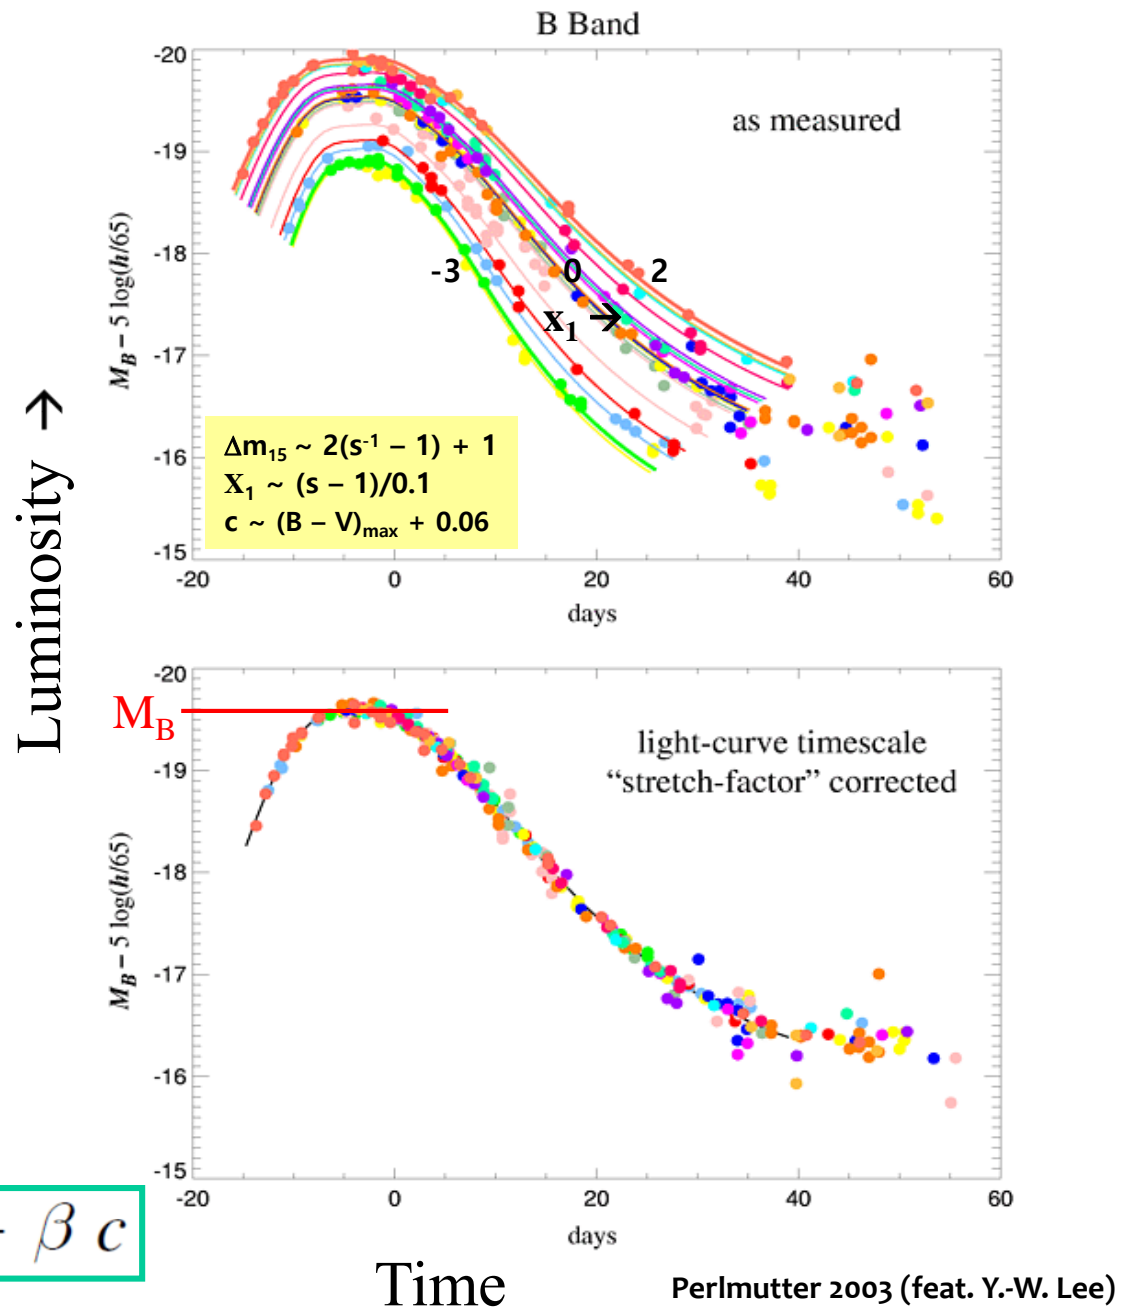 B Band
-20
-19
-18
-17
-16
-15
M_B – 5 log(h/65)
as measured
-3
0
2
x₁ →
Δm₁₅ ~ 2(s⁻¹ – 1) + 1
X₁ ~ (s – 1)/0.1
c ~ (B – V)max + 0.06
-20 0 20 40 60
days
Luminosity →
-20
-19
-18
-17
-16
-15
M_B – 5 log(h/65)
M_B
light-curve timescale
“stretch-factor” corrected
-20 0 20 40 60
days
β c
Time
Perlmutter 2003 (feat. Y.-W. Lee)